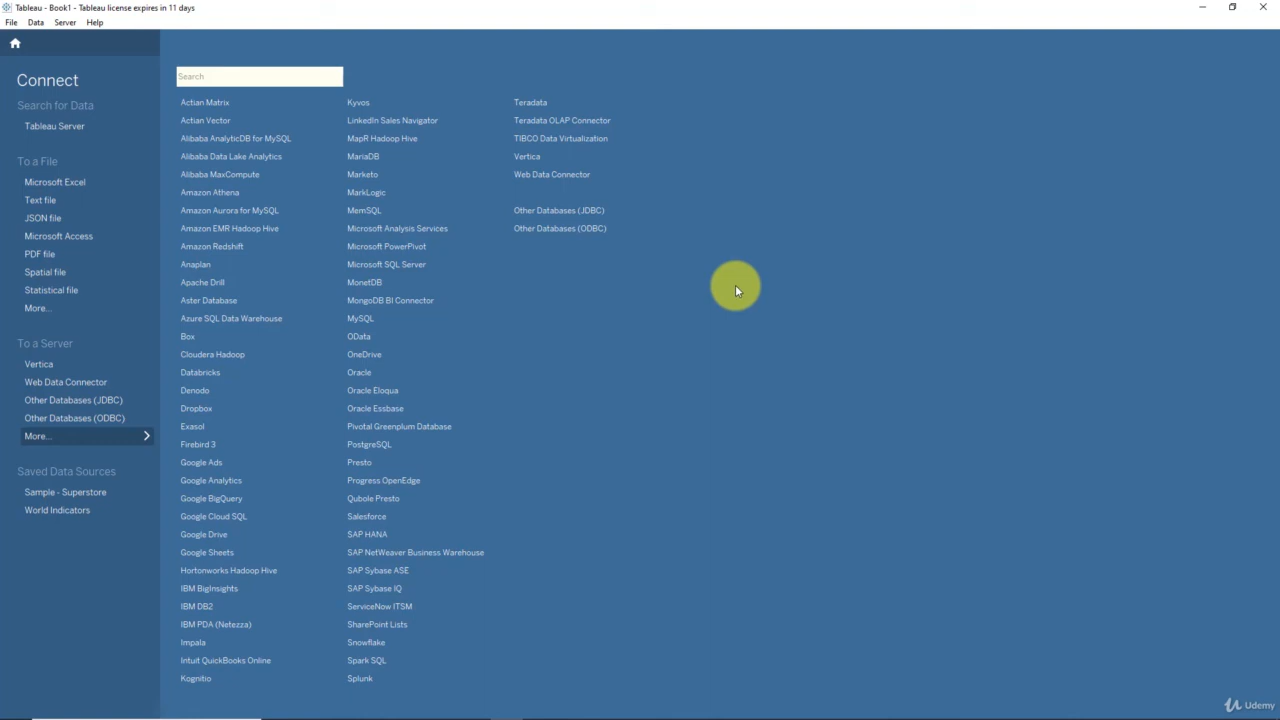 Tableau - Book1 - Tableau license expires in 11 days
File Data Server Help
Connect
Search for Data
Tableau Server
To a File
Microsoft Excel
Text file
JSON file
Microsoft Access
PDF file
Spatial file
Statistical file
More...
To a Server
Vertica
Web Data Connector
Other Databases (JDBC)
Other Databases (ODBC)
More...
Saved Data Sources
Sample - Superstore
World Indicators
Search
Actian Matrix
Actian Vector
Alibaba AnalyticDB for MySQL
Alibaba Data Lake Analytics
Alibaba MaxCompute
Amazon Athena
Amazon Aurora for MySQL
Amazon EMR Hadoop Hive
Amazon Redshift
Anaplan
Apache Drill
Aster Database
Azure SQL Data Warehouse
Box
Cloudera Hadoop
Databricks
Denodo
Dropbox
Exasol
Firebird 3
Google Ads
Google Analytics
Google BigQuery
Google Cloud SQL
Google Drive
Google Sheets
Hortonworks Hadoop Hive
IBM BigInsights
IBM DB2
IBM PDA (Netezza)
Impala
Intuit QuickBooks Online
Kognitio
Kyvos
LinkedIn Sales Navigator
MapR Hadoop Hive
MariaDB
Marketo
MarkLogic
MemSQL
Microsoft Analysis Services
Microsoft PowerPivot
Microsoft SQL Server
MonetDB
MongoDB BI Connector
MySQL
OData
OneDrive
Oracle
Oracle Eloqua
Oracle Essbase
Pivotal Greenplum Database
PostgreSQL
Presto
Progress OpenEdge
Qubole Presto
Salesforce
SAP HANA
SAP NetWeaver Business Warehouse
SAP Sybase ASE
SAP Sybase IQ
ServiceNow ITSM
SharePoint Lists
Snowflake
Spark SQL
Splunk
Teradata
Teradata OLAP Connector
TIBCO Data Virtualization
Vertica
Web Data Connector
Other Databases (JDBC)
Other Databases (ODBC)
Udemy